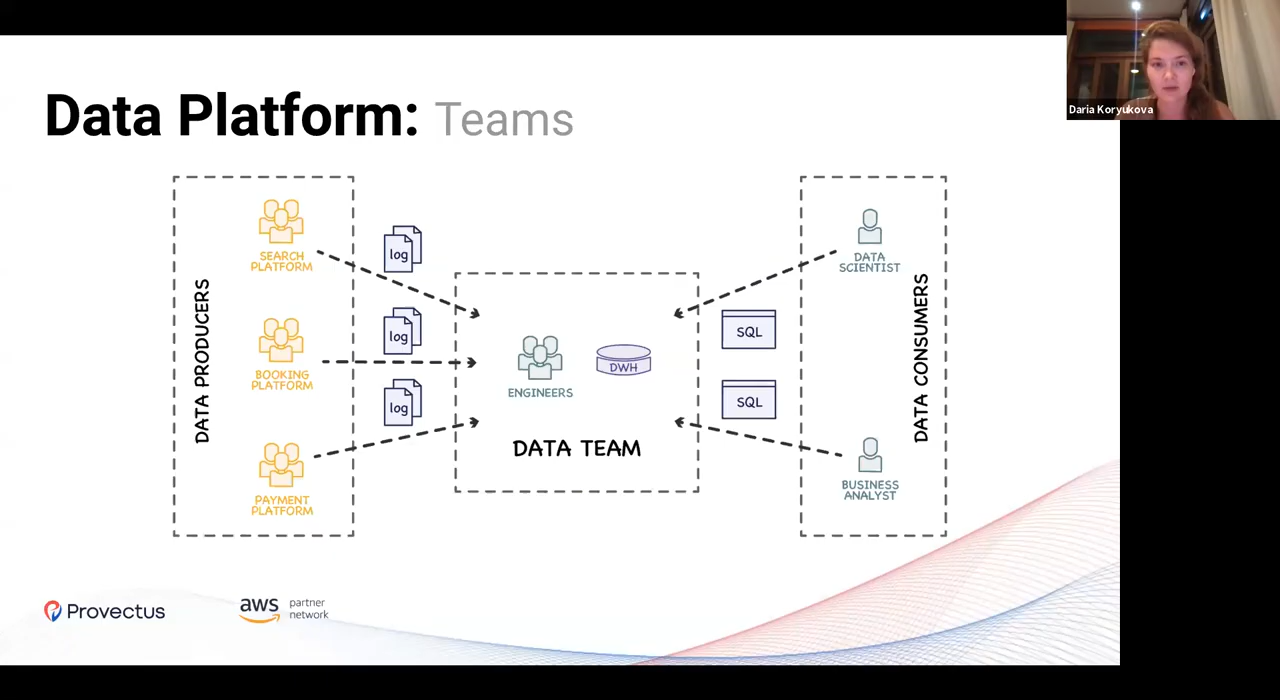 Daria Koryukova
Data Platform: Teams
DATA PRODUCERS
SEARCH
PLATFORM
BOOKING
PLATFORM
PAYMENT
PLATFORM
log
log
log
ENGINEERS
DWH
DATA TEAM
SQL
SQL
DATA
SCIENTIST
BUSINESS
ANALYST
DATA CONSUMERS
Provectus
aws partner
network